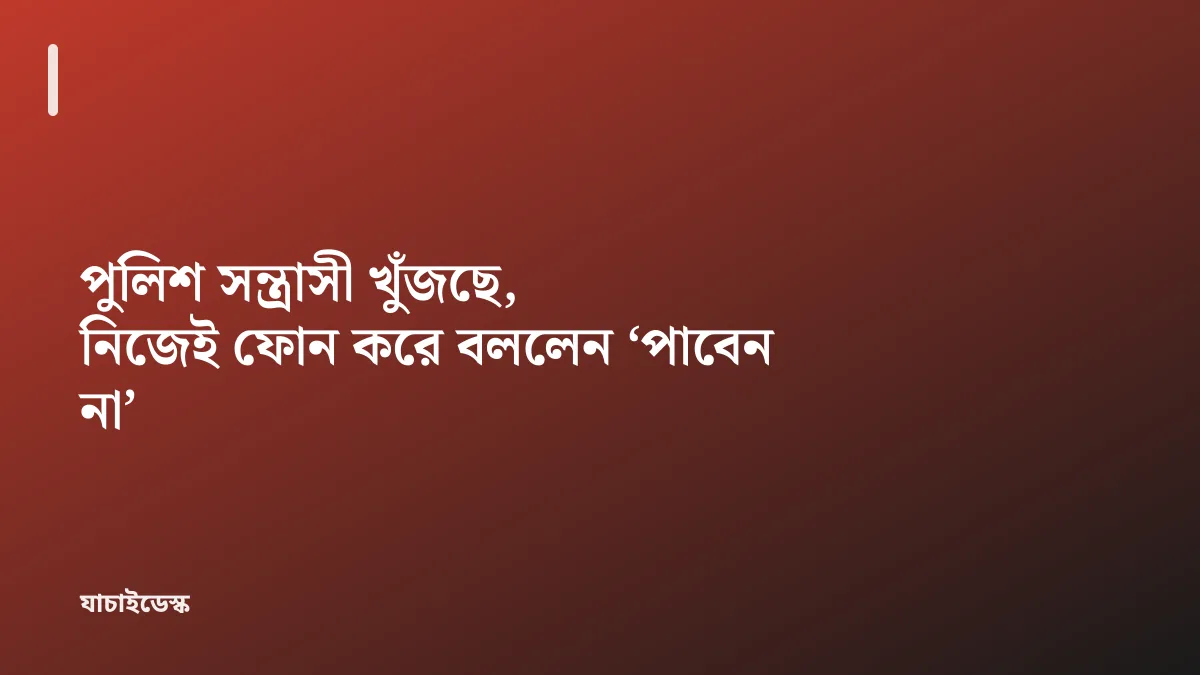 পুলিশ সন্ত্রাসী খুঁজছে,
নিজেই ফোন করে বললেন ‘পাবেন
না’
যাচাইডেস্ক